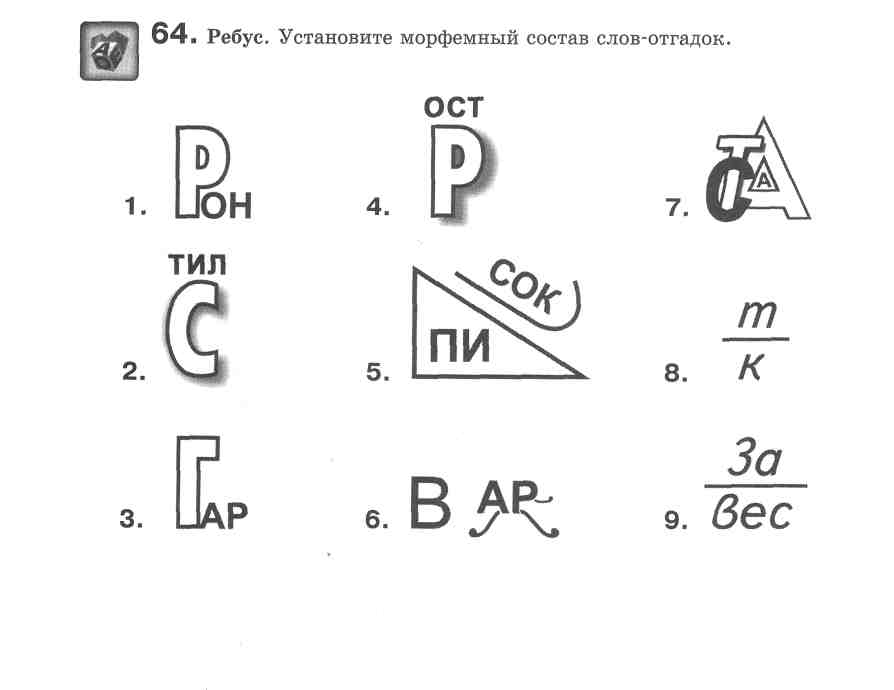 64. Ребус. Установите морфемный состав слов-отгадок.
1. Р ОН
4. ОСТ Р
7. Т С А А
2. ТИЛ С
5. ПИ СОК
8. т к
3. Г АР
6. В АР
9. За вес